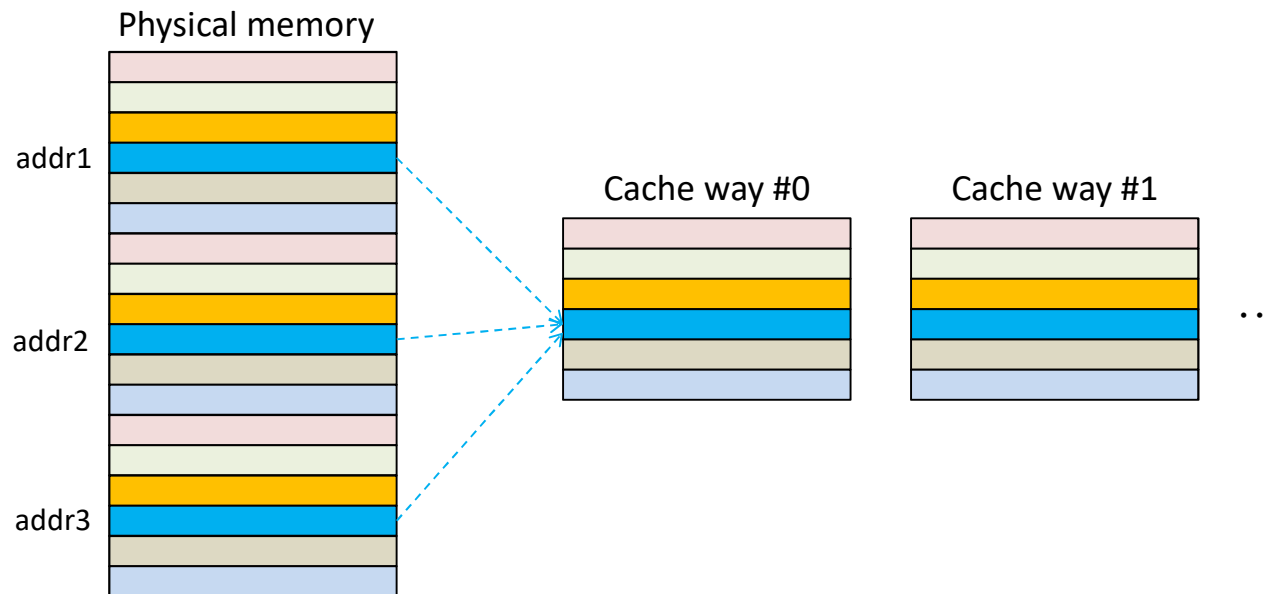 Physical memory
addr1
Cache way #0
Cache way #1
addr2
..
addr3